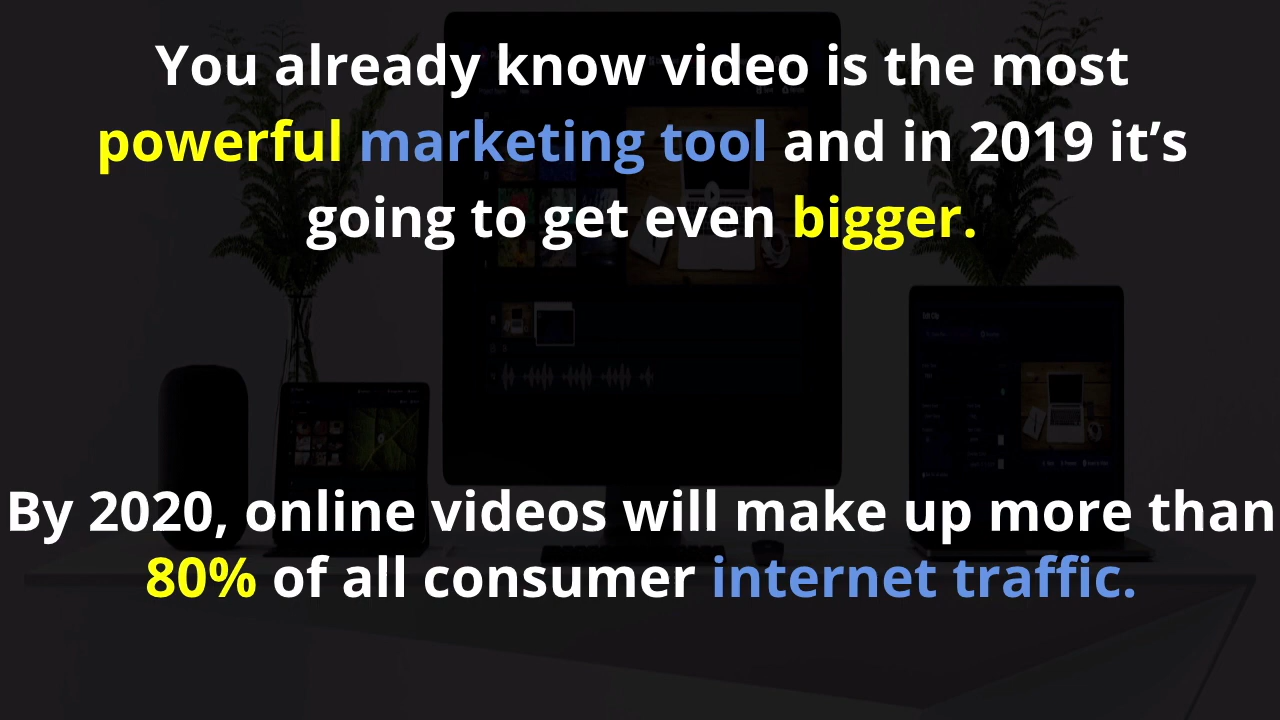 You already know video is the most
powerful marketing tool and in 2019 it’s
going to get even bigger.
By 2020, online videos will make up more than
80% of all consumer internet traffic.